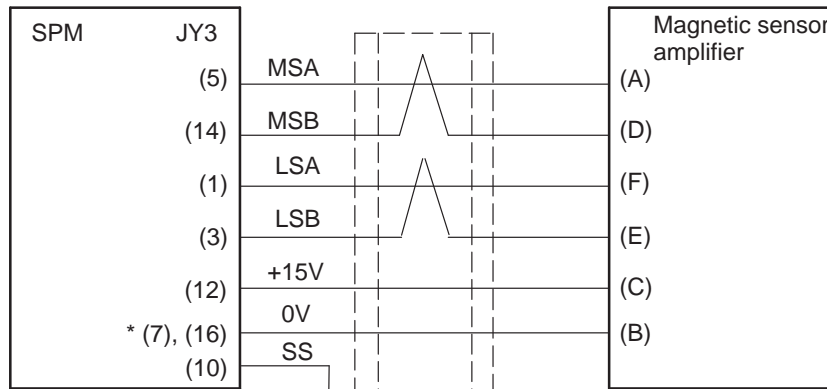 SPM JY3 Magnetic sensor
amplifier
(5) MSA (A)
(14) MSB (D)
(1) LSA (F)
(3) LSB (E)
(12) +15V (C)
* (7), (16) 0V (B)
(10) SS